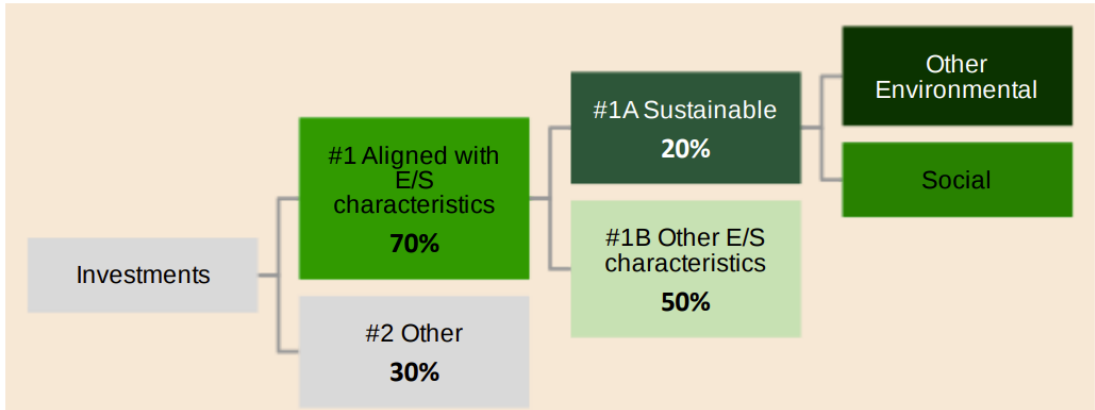 Investments
#1 Aligned with
E/S
characteristics
70%
#2 Other
30%
#1A Sustainable
20%
#1B Other E/S
characteristics
50%
Other
Environmental
Social